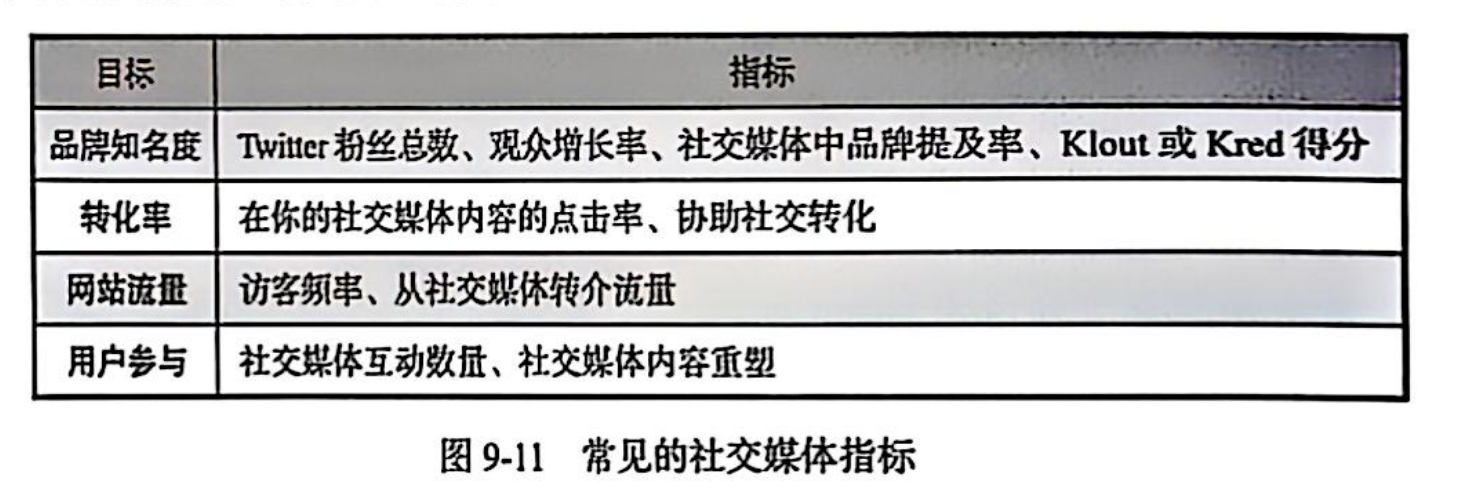 目标 指标
品牌知名度 Twitter 粉丝总数、观众增长率、社交媒体中品牌提及率、Klout 或 Kred 得分
转化率 在你的社交媒体内容的点击率、协助社交转化
网站流量 访客频率、从社交媒体转介流量
用户参与 社交媒体互动数量、社交媒体内容重塑
图 9-11 常见的社交媒体指标